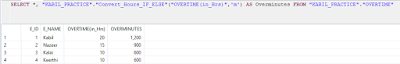 SELECT *, "KABIL_PRACTICE"."Convert_Hours_IF_ELSE"("OVERTIME(in_Hrs)",'m') AS Overminutes FROM "KABIL_PRACTICE"."OVERTIME"
E_ID E_NAME OVERTIME(in_Hrs) OVERMINUTES
1 1 Kabil 20 1,200
2 2 Nazeer 15 900
3 3 Kalai 10 600
4 4 Keerthi 10 600